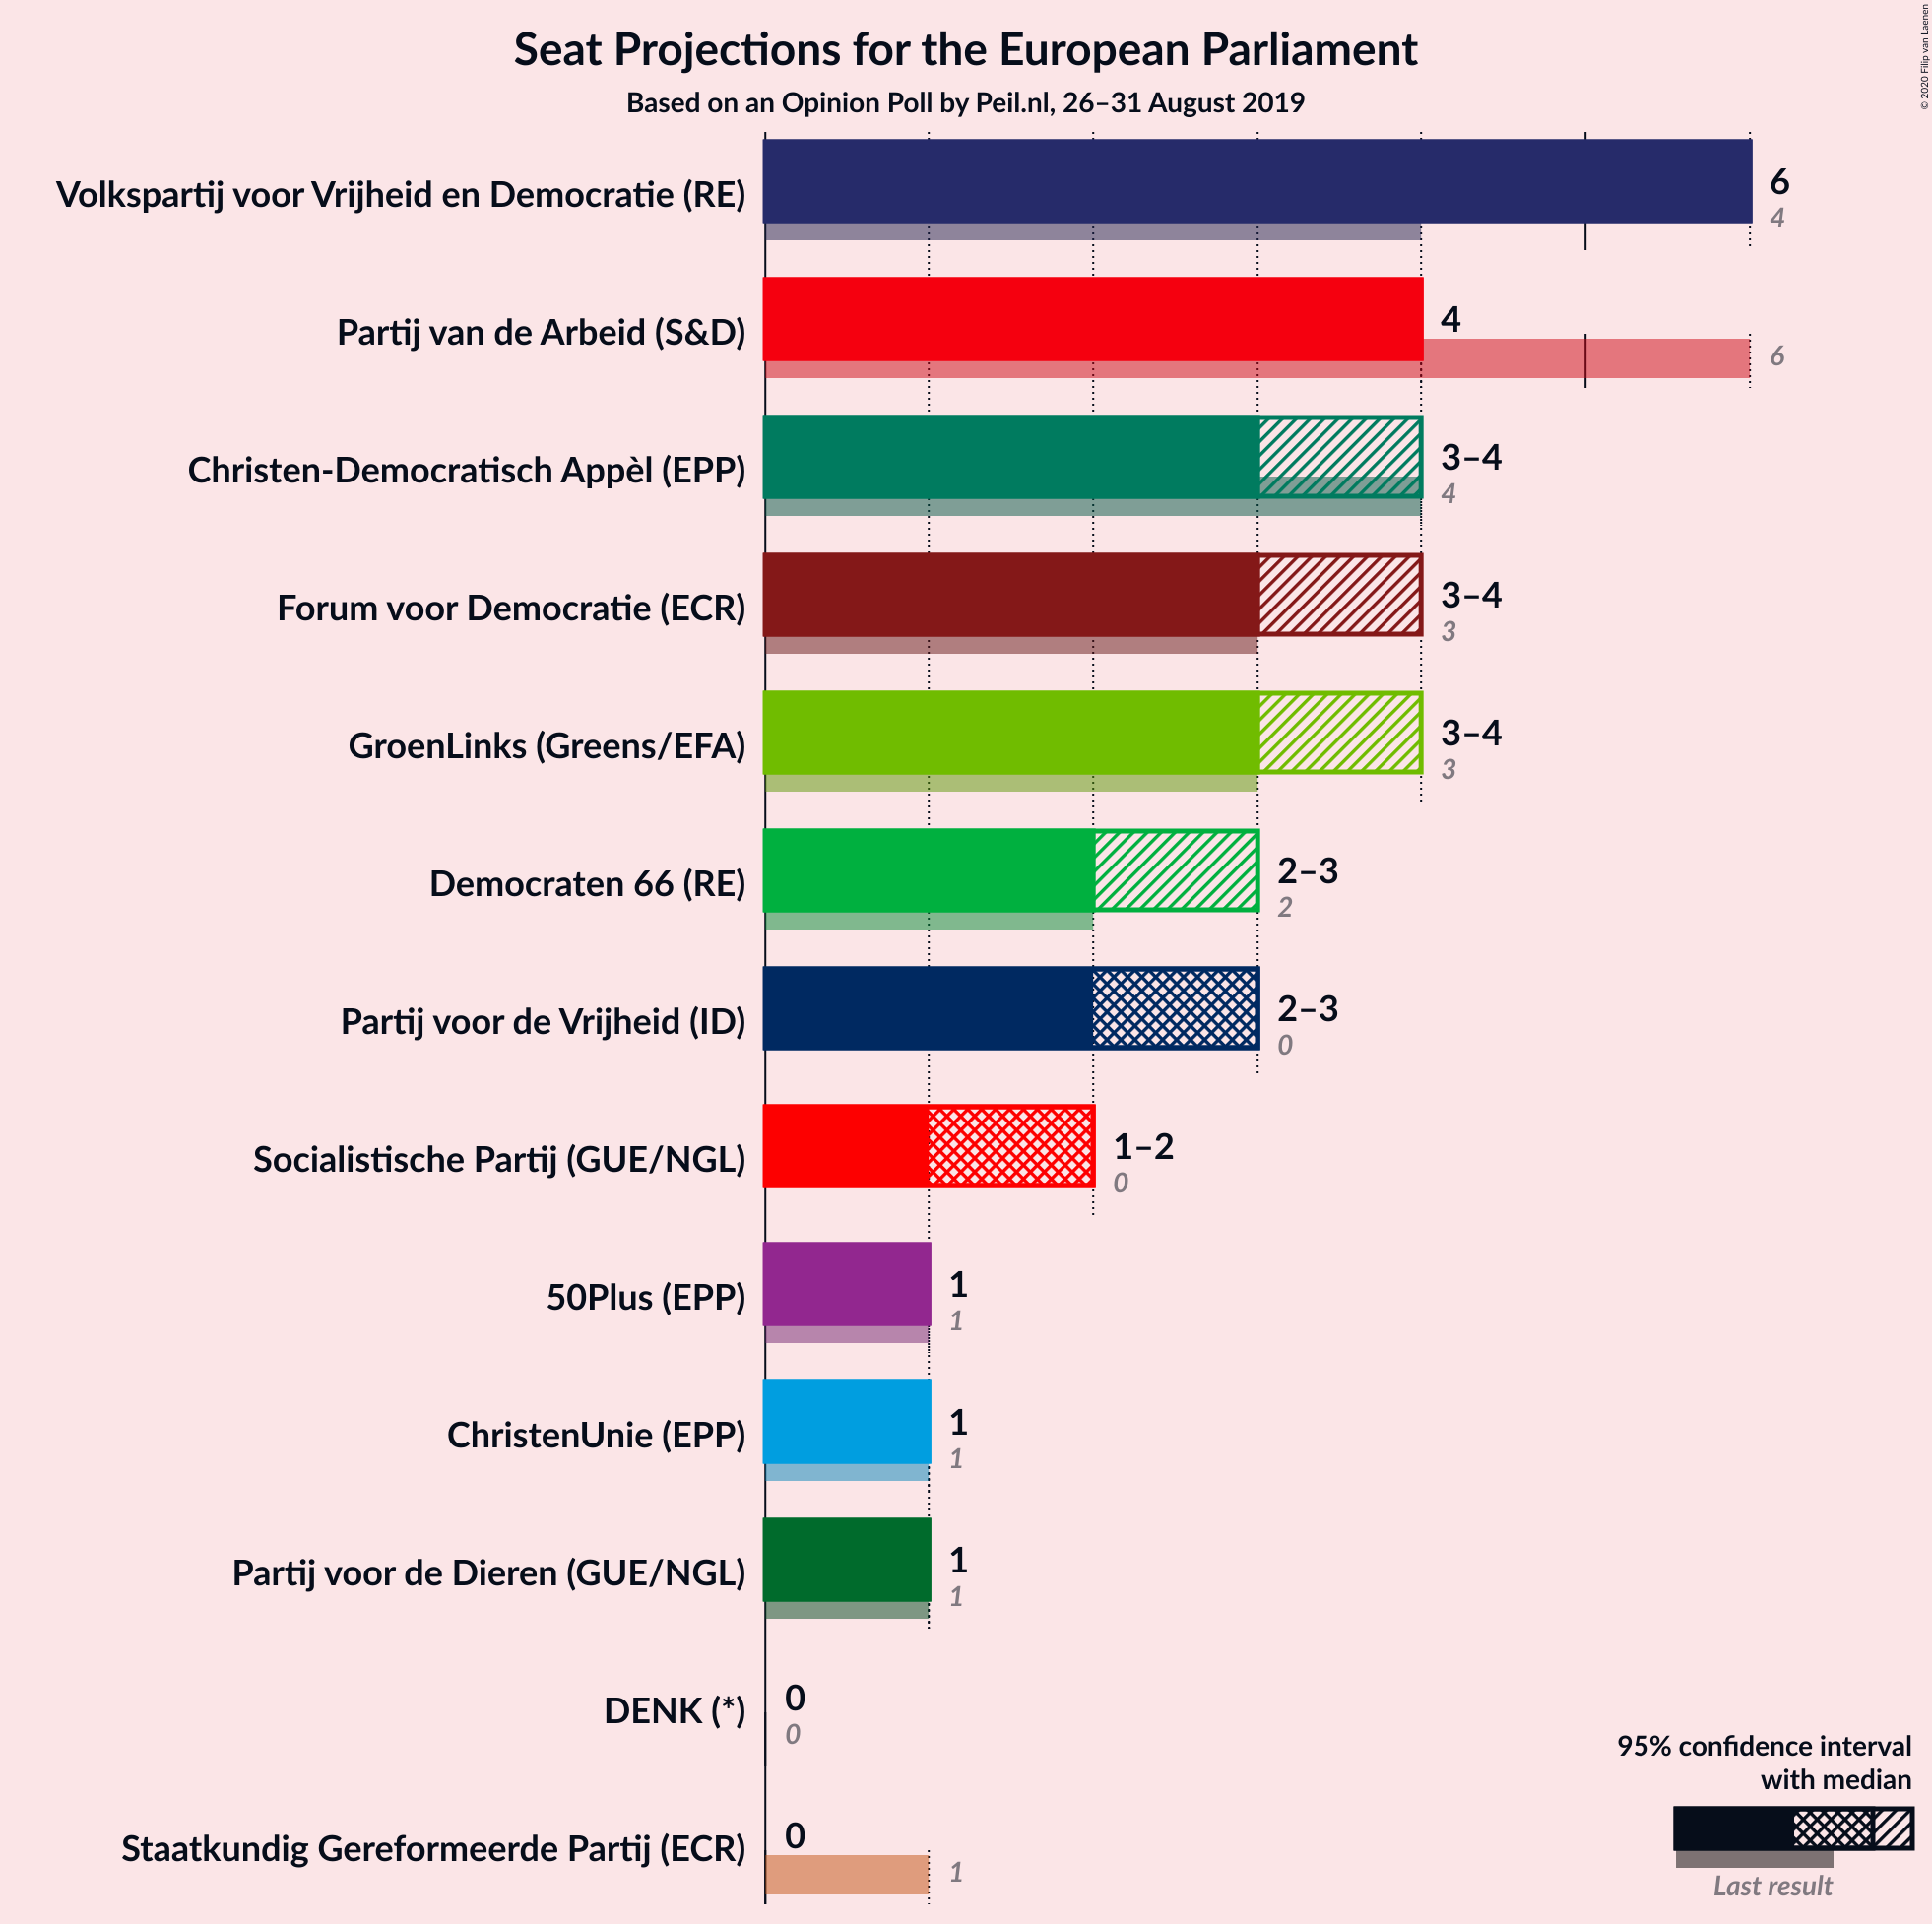 Seat Projections for the European Parliament
Based on an Opinion Poll by Peil.nl, 26–31 August 2019
© 2020 Filip van Laenen
Volkspartij voor Vrijheid en Democratie (RE)
6
4
Partij van de Arbeid (S&D)
4
6
Christen-Democratisch Appèl (EPP)
3–4
4
Forum voor Democratie (ECR)
3–4
3
GroenLinks (Greens/EFA)
3–4
3
Democraten 66 (RE)
2–3
2
Partij voor de Vrijheid (ID)
2–3
0
Socialistische Partij (GUE/NGL)
1–2
0
50Plus (EPP)
1
1
ChristenUnie (EPP)
1
1
Partij voor de Dieren (GUE/NGL)
1
1
DENK (*)
0
0
Staatkundig Gereformeerde Partij (ECR)
0
1
95% confidence interval
with median
Last result